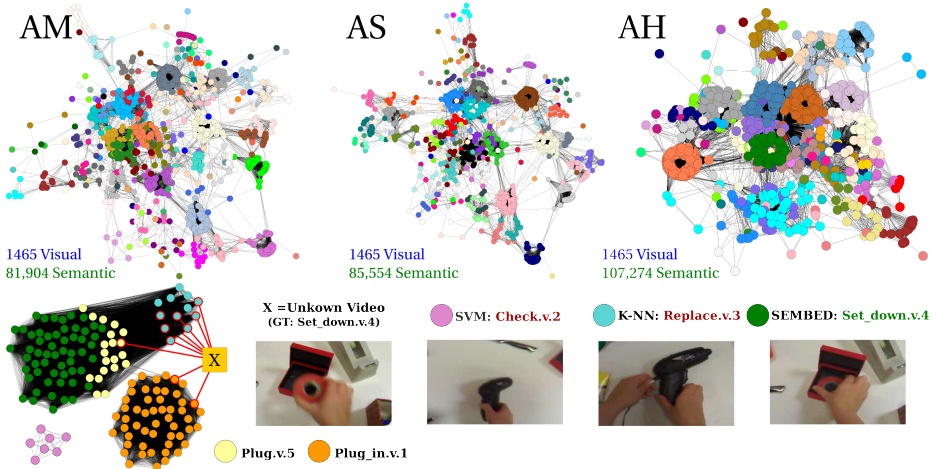 AM
AS
AH
1465 Visual
81,904 Semantic
1465 Visual
85,554 Semantic
1465 Visual
107,274 Semantic
X =Unkown Video
(GT: Set_down.v.4)
SVM: Check.v.2
K-NN: Replace.v.3
SEMBED: Set_down.v.4
X
Plug.v.5
Plug_in.v.1